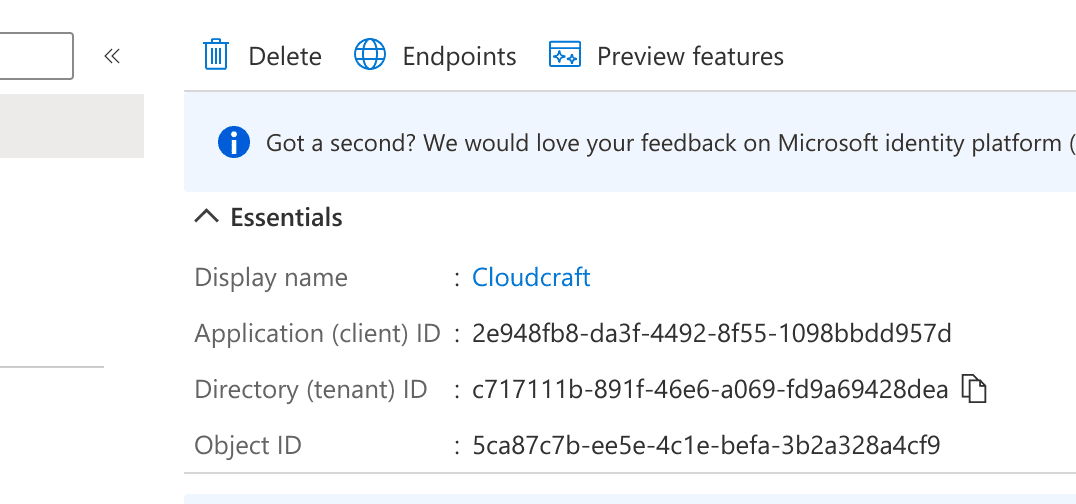 Delete Endpoints Preview features
Got a second? We would love your feedback on Microsoft identity platform (
Essentials
Display name : Cloudcraft
Application (client) ID : 2e948fb8-da3f-4492-8f55-1098bbdd957d
Directory (tenant) ID : c717111b-891f-46e6-a069-fd9a69428dea
Object ID : 5ca87c7b-ee5e-4c1e-befa-3b2a328a4cf9